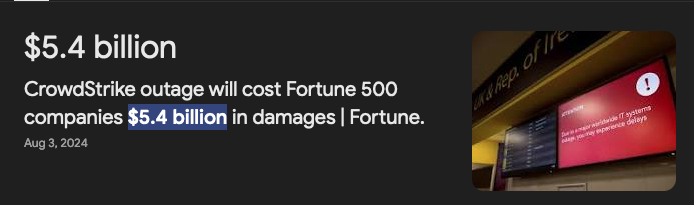 $5.4 billion
CrowdStrike outage will cost Fortune 500
companies $5.4 billion in damages | Fortune.
Aug 3, 2024
UK & Rep. of Ire
ATTENTION
Due to a major worldwide IT systems
outage, you may experience delays